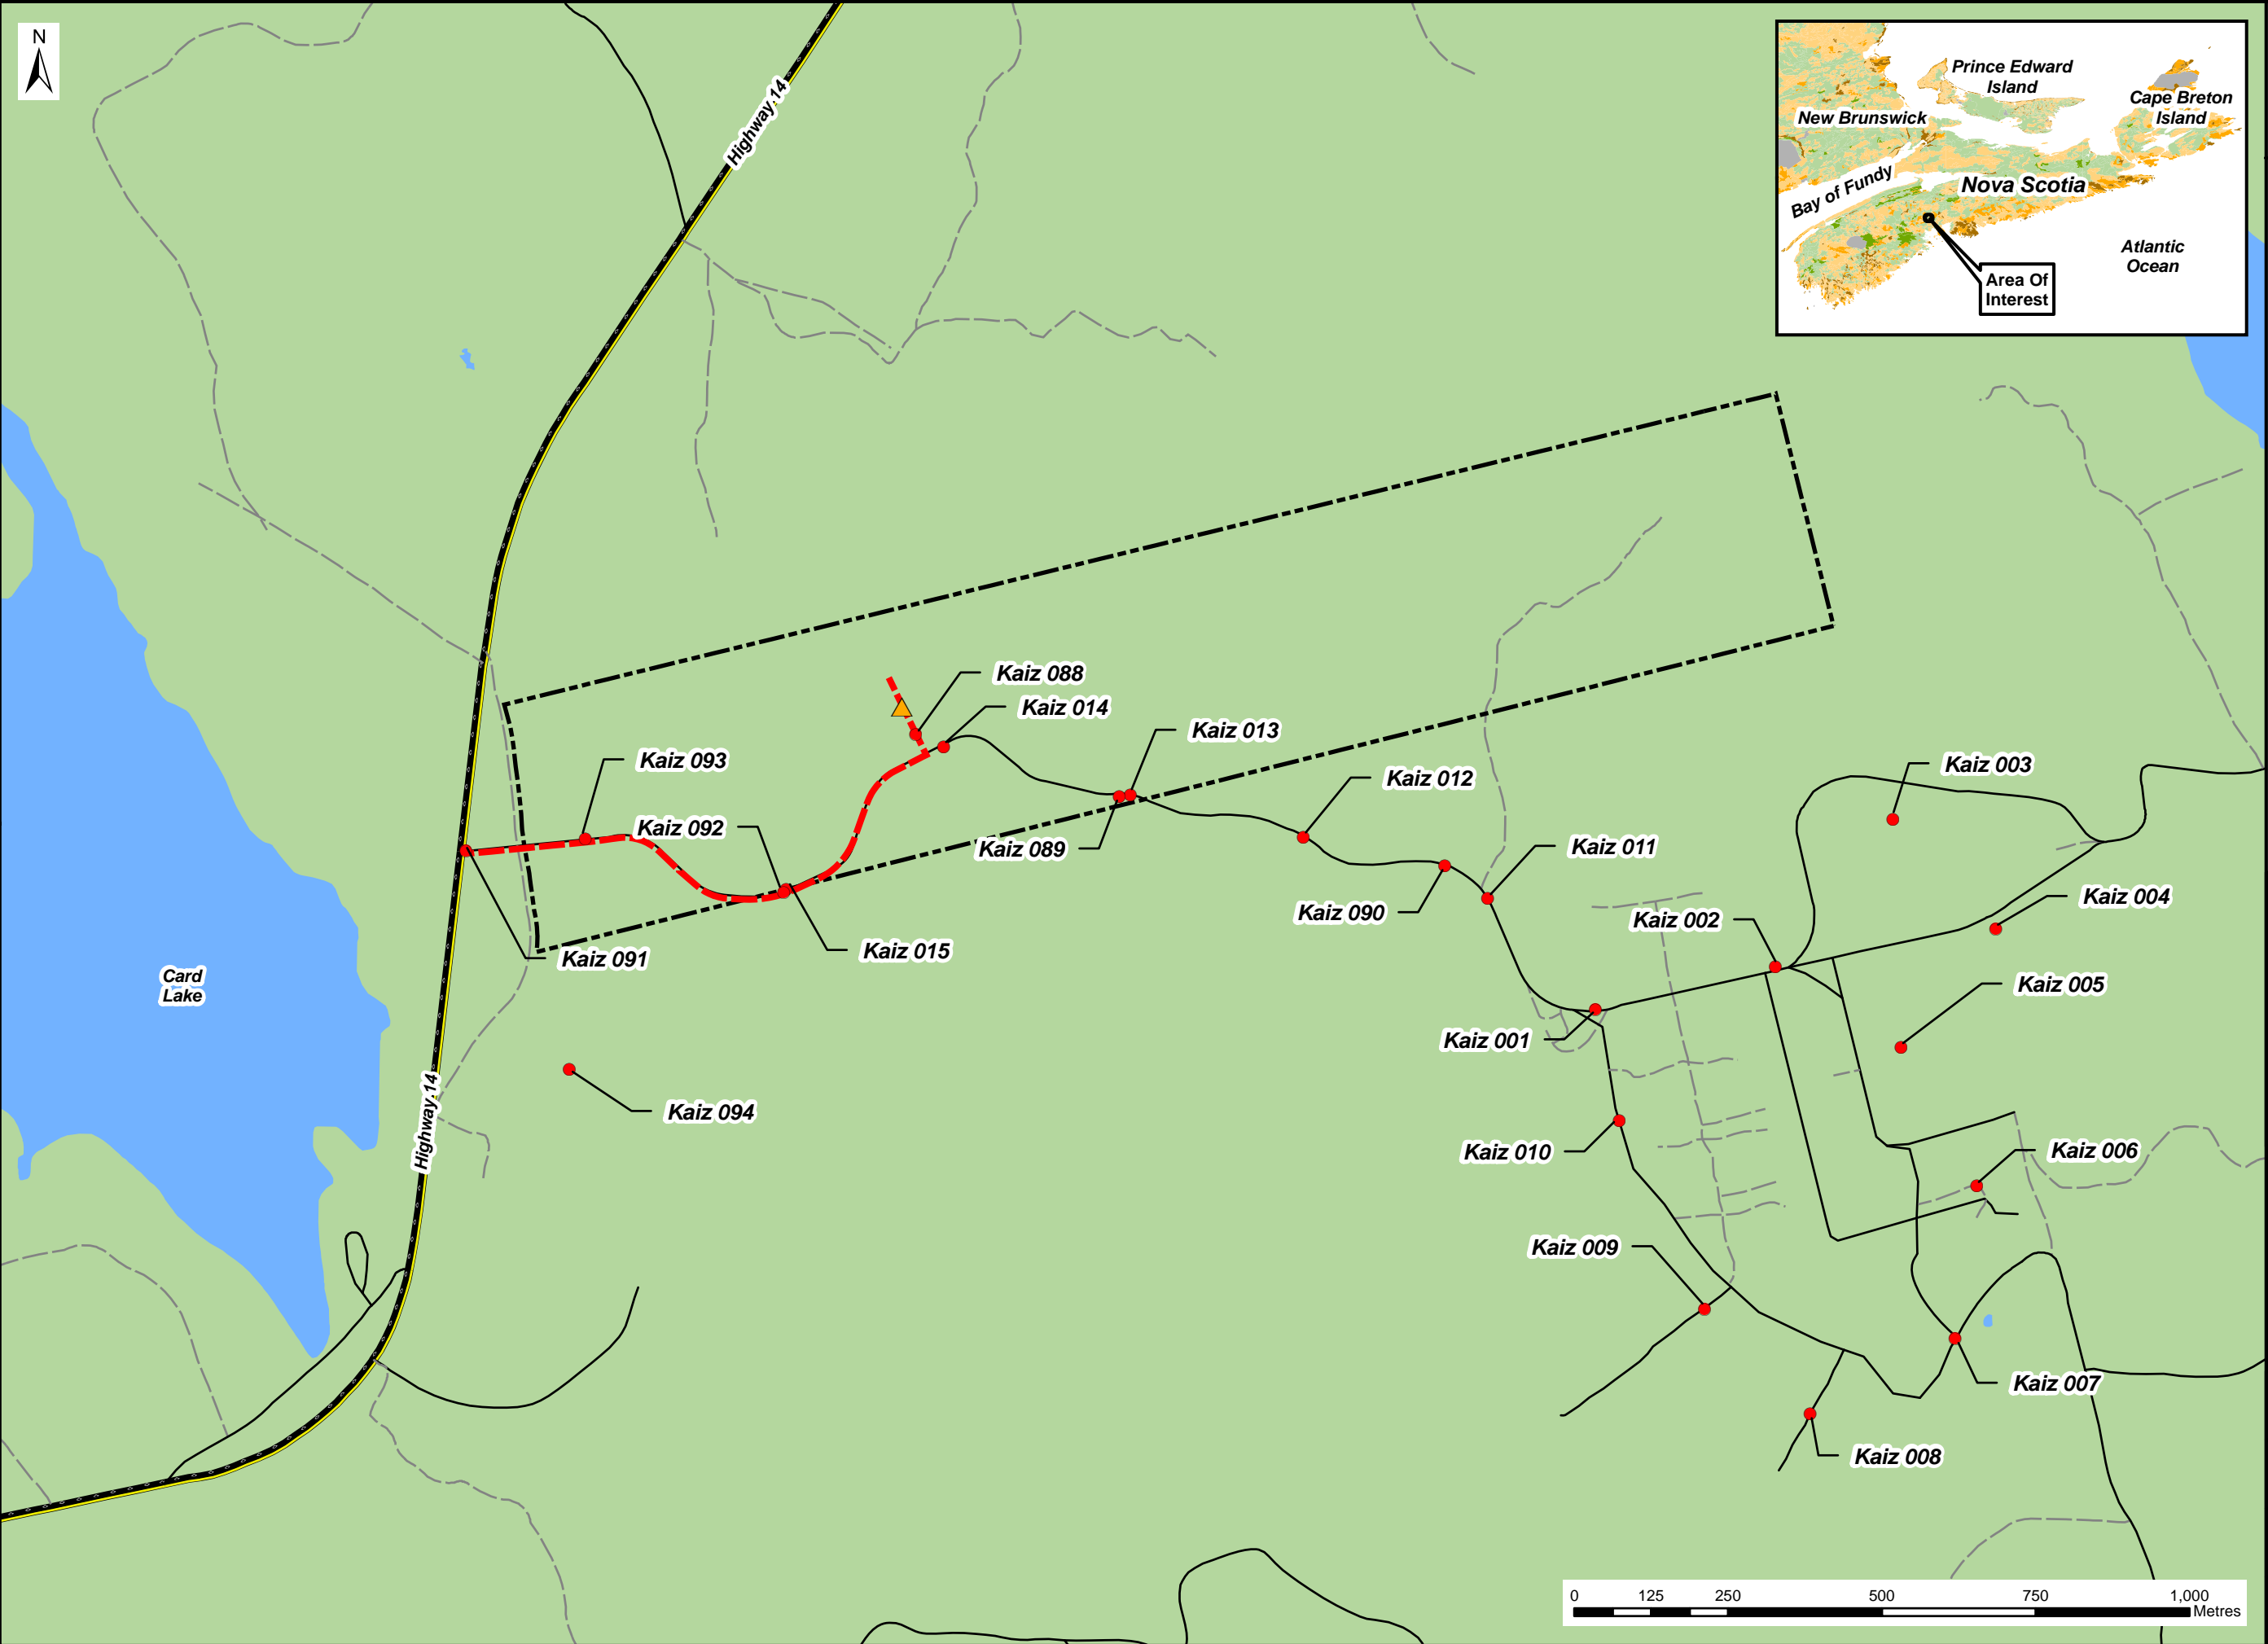 N
Highway 14
Prince Edward
Island
Cape Breton
Island
New Brunswick
Bay of Fundy
Nova Scotia
Atlantic
Ocean
Area Of
Interest
Kaiz 088
Kaiz 014
Kaiz 013
Kaiz 093
Kaiz 003
Kaiz 012
Kaiz 092
Kaiz 089
Kaiz 011
Kaiz 004
Kaiz 090
Kaiz 002
Kaiz 015
Kaiz 091
Card
Lake
Kaiz 005
Kaiz 001
Kaiz 094
Highway 14
Kaiz 010
Kaiz 006
Kaiz 009
Kaiz 007
Kaiz 008
0 125 250 500 750 1,000
Metres